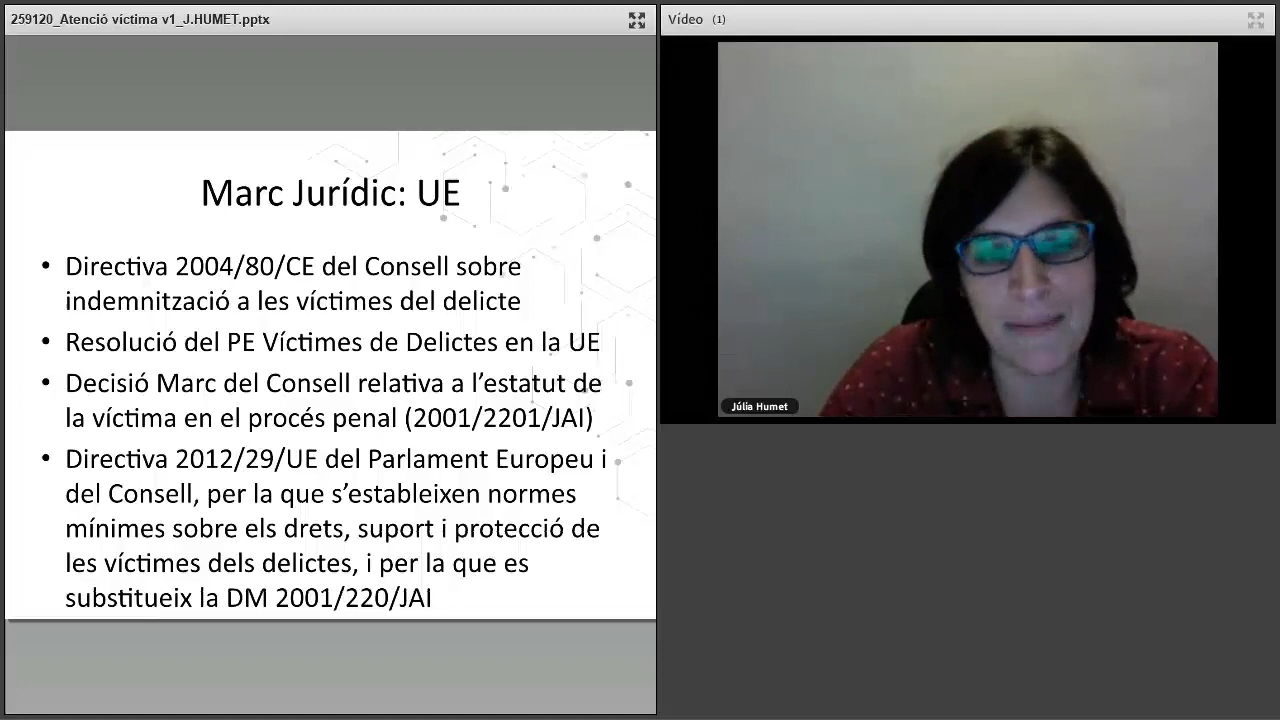 259120_Atenció víctima v1_J.HUMET.pptx
Vídeo (1)
Marc Jurídic: UE
• Directiva 2004/80/CE del Consell sobre
indemnització a les víctimes del delicte
• Resolució del PE Víctimes de Delictes en la UE
• Decisió Marc del Consell relativa a l’estatut de
la víctima en el procés penal (2001/2201/JAI)
• Directiva 2012/29/UE del Parlament Europeu i
del Consell, per la que s’estableixen normes
mínimes sobre els drets, suport i protecció de
les víctimes dels delictes, i per la que es
substitueix la DM 2001/220/JAI
Júlia Humet